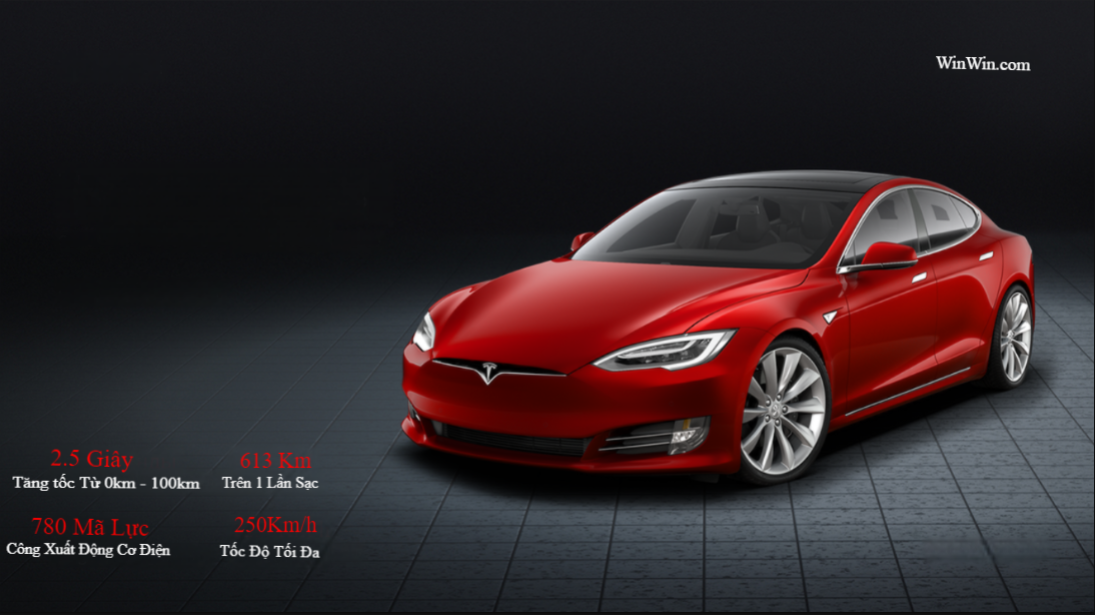 WinWin.com
2.5 Giây
Tăng tốc Từ 0km - 100km
613 Km
Trên 1 Lần Sạc
780 Mã Lực
Công Xuất Động Cơ Điện
250Km/h
Tốc Độ Tối Đa